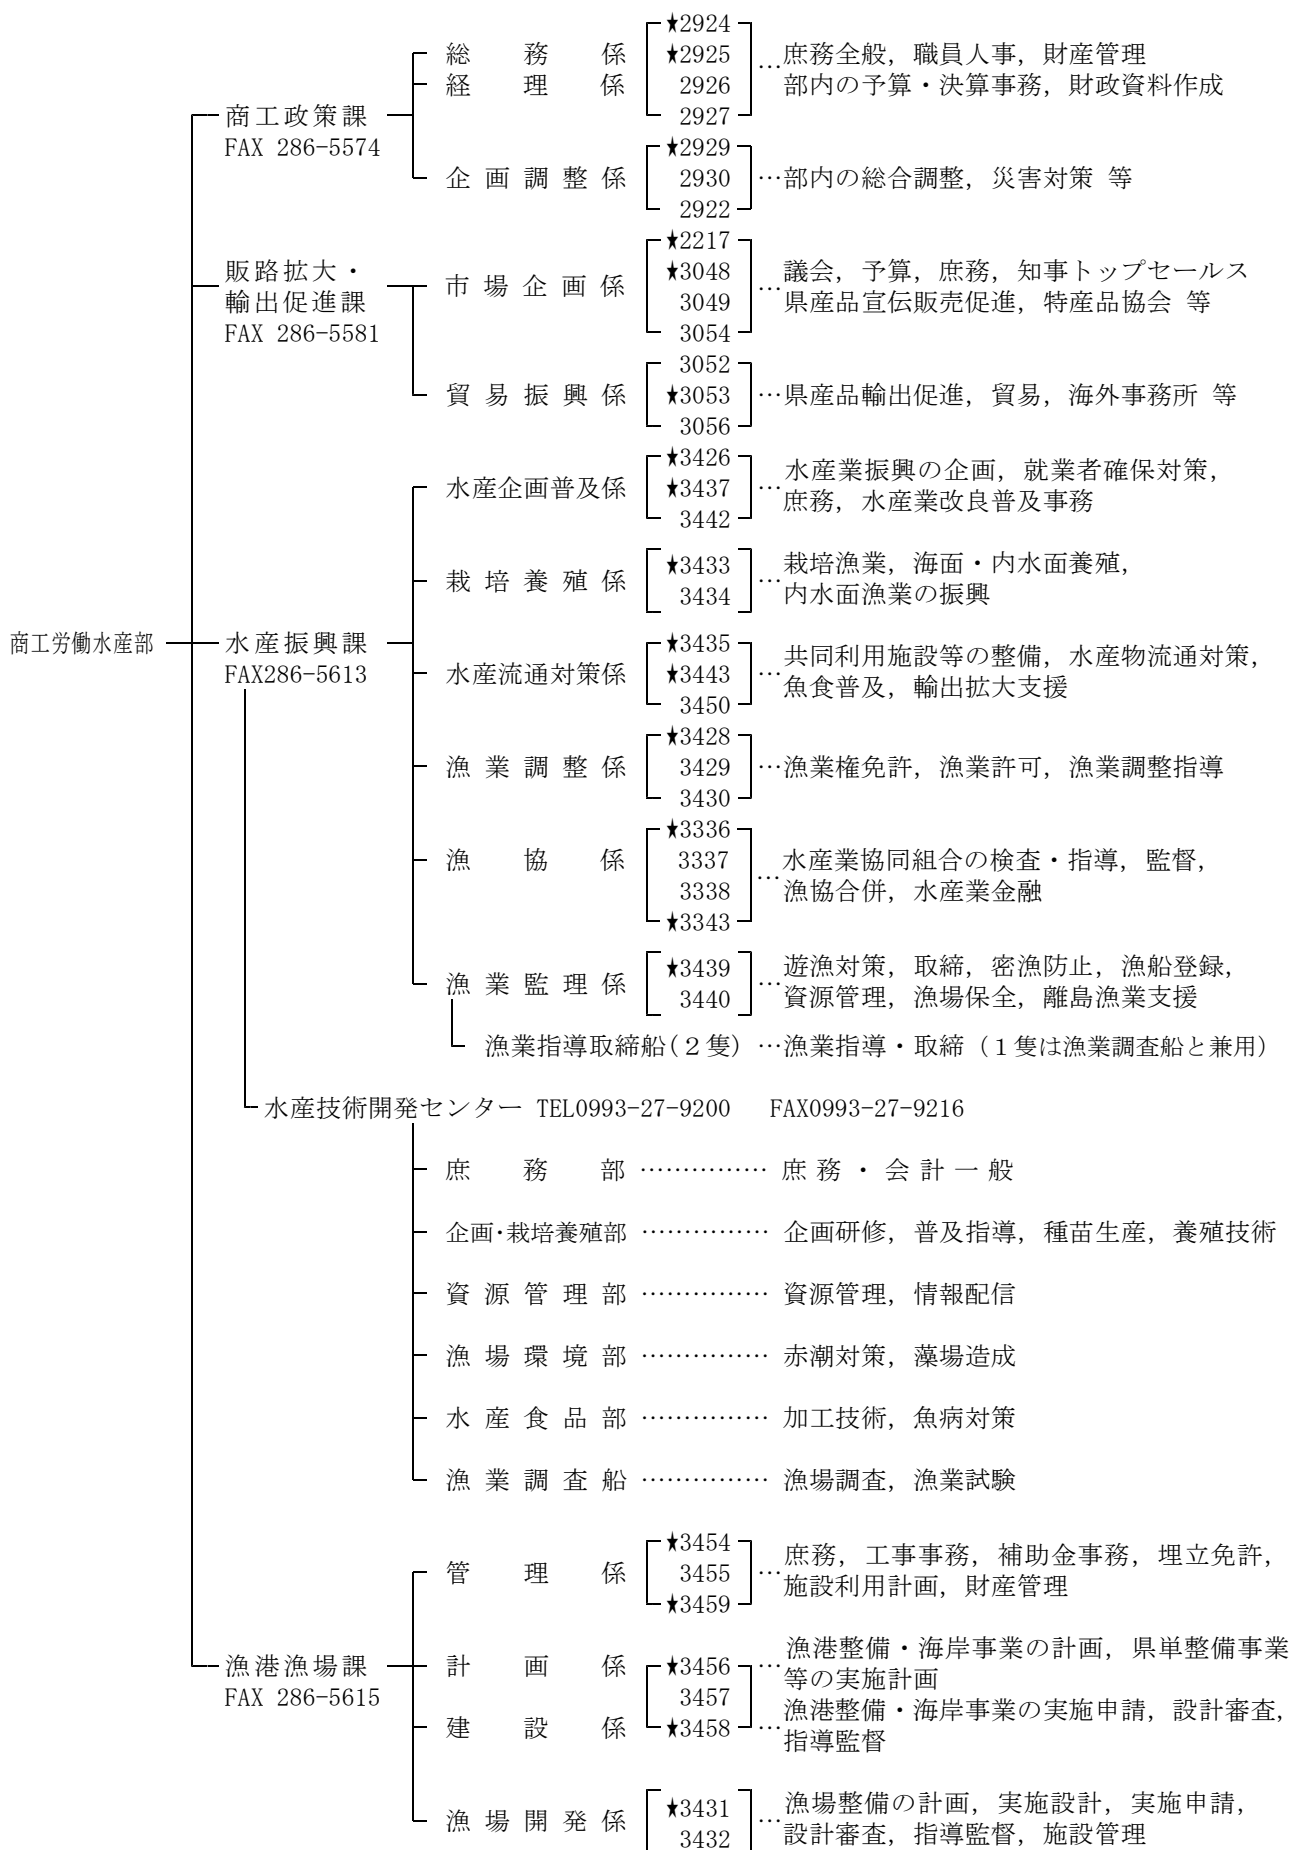 ★2924
総務係 ★2925 …庶務全般，職員人事，財産管理
経理係 2926 部内の予算・決算事務，財政資料作成
商工政策課 2927
FAX 286-5574
★2929
企画調整係 2930 …部内の総合調整，災害対策 等
2922
★2217
販路拡大・ 市場企画係 ★3048 …議会，予算，庶務，知事トップセールス
輸出促進課 3049 県産品宣伝販売促進，特産品協会 等
FAX 286-5581 3054
3052
貿易振興係 ★3053 …県産品輸出促進，貿易，海外事務所 等
3056
★3426 水産業振興の企画，就業者確保対策，
水産企画普及係 ★3437 …庶務，水産業改良普及事務
3442
★3433 栽培漁業，海面・内水面養殖，
栽培養殖係 …
3434 内水面漁業の振興
商工労働水産部 水産振興課 ★3435 共同利用施設等の整備，水産物流通対策，
FAX286-5613 水産流通対策係 ★3443 …魚食普及，輸出拡大支援
3450
★3428
漁業調整係 3429 …漁業権免許，漁業許可，漁業調整指導
3430
★3336
漁協係 3337 水産業協同組合の検査・指導，監督，
3338 …漁協合併，水産業金融
★3343
★3439 遊漁対策，取締，密漁防止，漁船登録，
漁業監理係 …
3440 資源管理，漁場保全，離島漁業支援
漁業指導取締船(２隻) …漁業指導・取締（１隻は漁業調査船と兼用）
水産技術開発センター TEL0993-27-9200 FAX0993-27-9216
庶務部 …………… 庶務・会計一般
企画･栽培養殖部 …………… 企画研修，普及指導，種苗生産，養殖技術
資源管理部 …………… 資源管理，情報配信
漁場環境部 …………… 赤潮対策，藻場造成
水産食品部 …………… 加工技術，魚病対策
漁業調査船 …………… 漁場調査，漁業試験
★3454 庶務，工事事務，補助金事務，埋立免許，
管理係 3455 …施設利用計画，財産管理
★3459
漁港整備・海岸事業の計画，県単整備事業
漁港漁場課 計画係 ★3456 …等の実施計画
FAX 286-5615 3457
漁港整備・海岸事業の実施申請，設計審査，
建設係 ★3458 …指導監督
★3431 漁場整備の計画，実施設計，実施申請，
漁場開発係 …
3432 設計審査，指導監督，施設管理